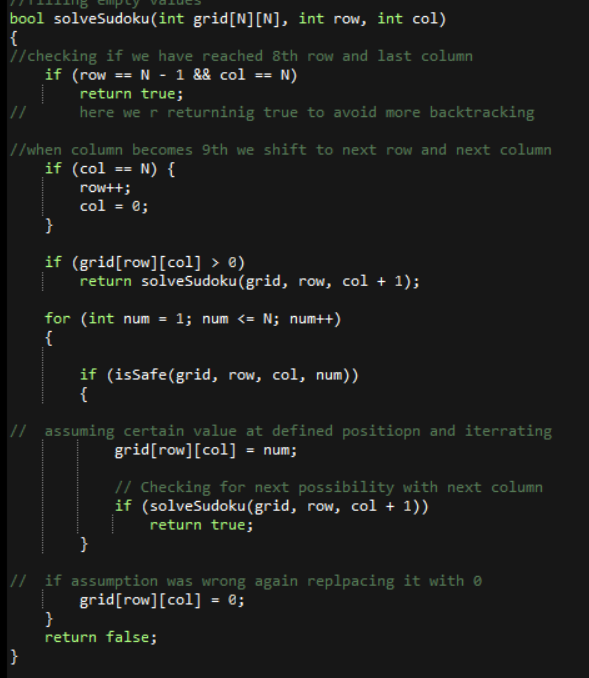 //filling empty values
bool solveSudoku(int grid[N][N], int row, int col)
{
//checking if we have reached 8th row and last column
if (row == N - 1 && col == N)
return true;
// here we r returninig true to avoid more backtracking
//when column becomes 9th we shift to next row and next column
if (col == N) {
row++;
col = 0;
}
if (grid[row][col] > 0)
return solveSudoku(grid, row, col + 1);
for (int num = 1; num <= N; num++)
{
if (isSafe(grid, row, col, num))
{
// assuming certain value at defined positiopn and iterrating
grid[row][col] = num;
// Checking for next possibility with next column
if (solveSudoku(grid, row, col + 1))
return true;
}
// if assumption was wrong again replpacing it with 0
grid[row][col] = 0;
}
return false;
}